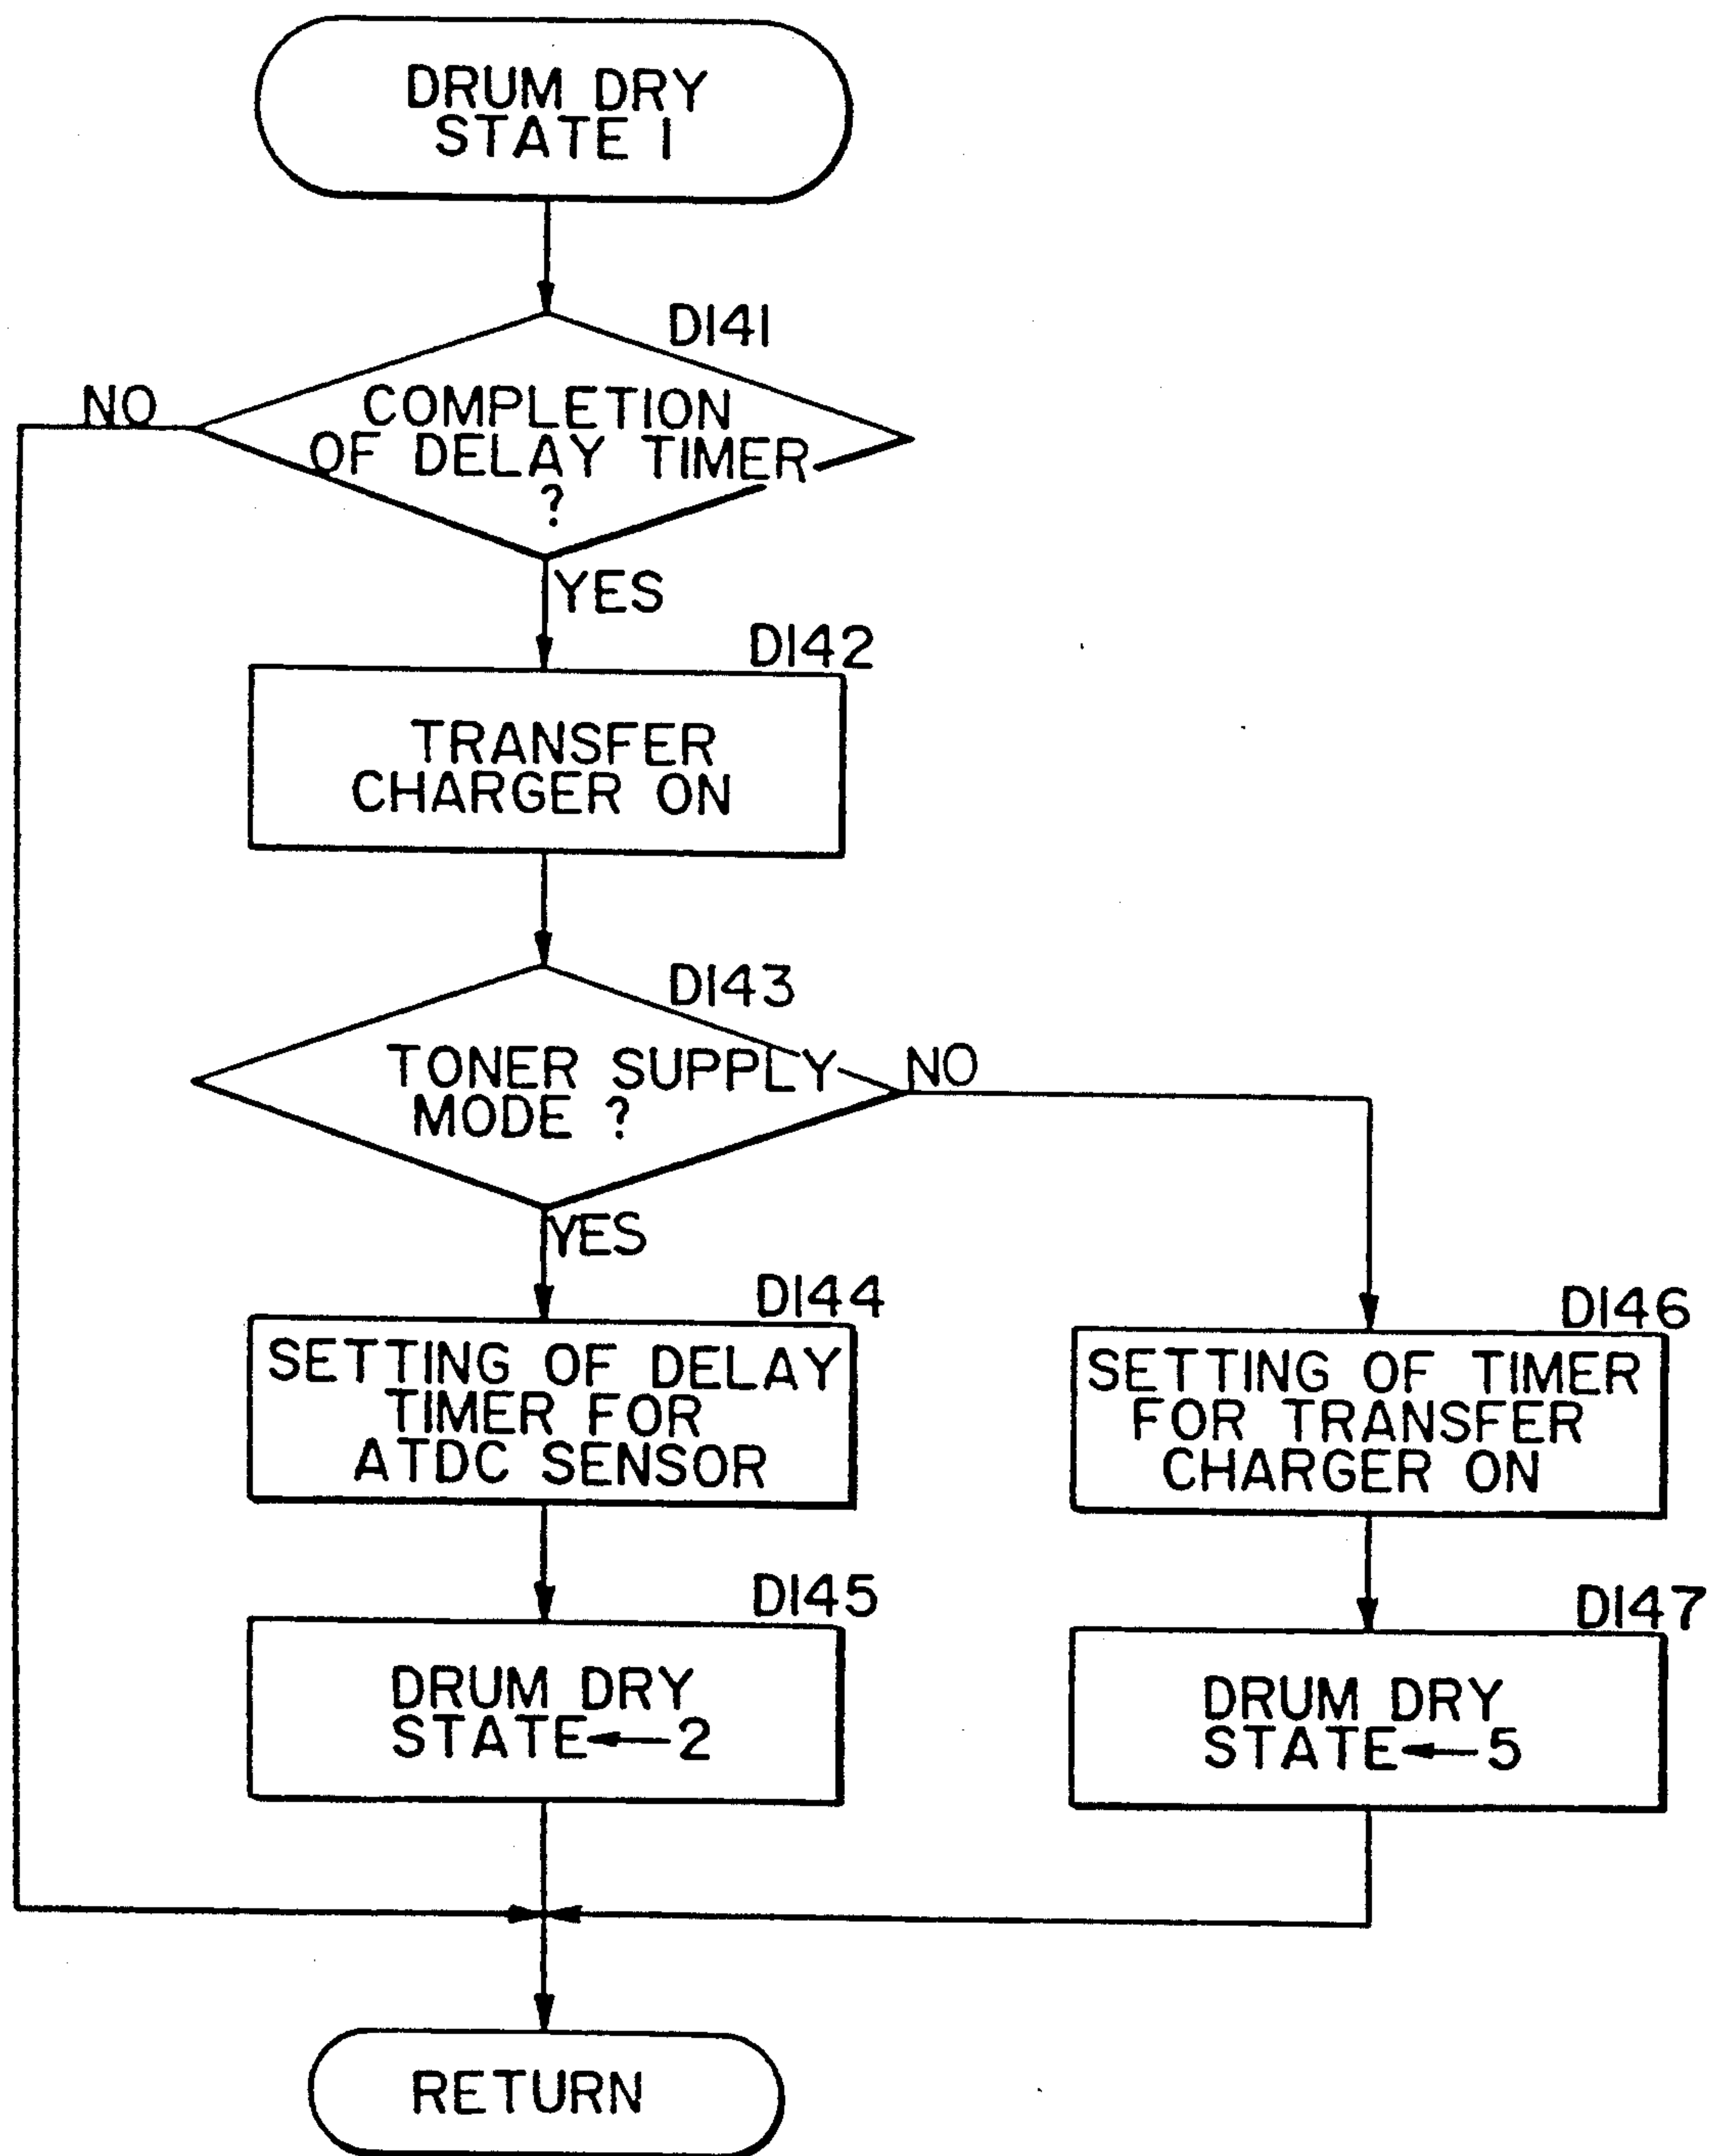 DRUM DRY
STATE 1
D141
NO
COMPLETION
OF DELAY TIMER
?
YES
D142
TRANSFER
CHARGER ON
D143
TONER SUPPLY
MODE ?
NO
YES
D144
SETTING OF DELAY
TIMER FOR
ATDC SENSOR
D146
SETTING OF TIMER
FOR TRANSFER
CHARGER ON
D145
DRUM DRY
STATE←2
D147
DRUM DRY
STATE←5
RETURN